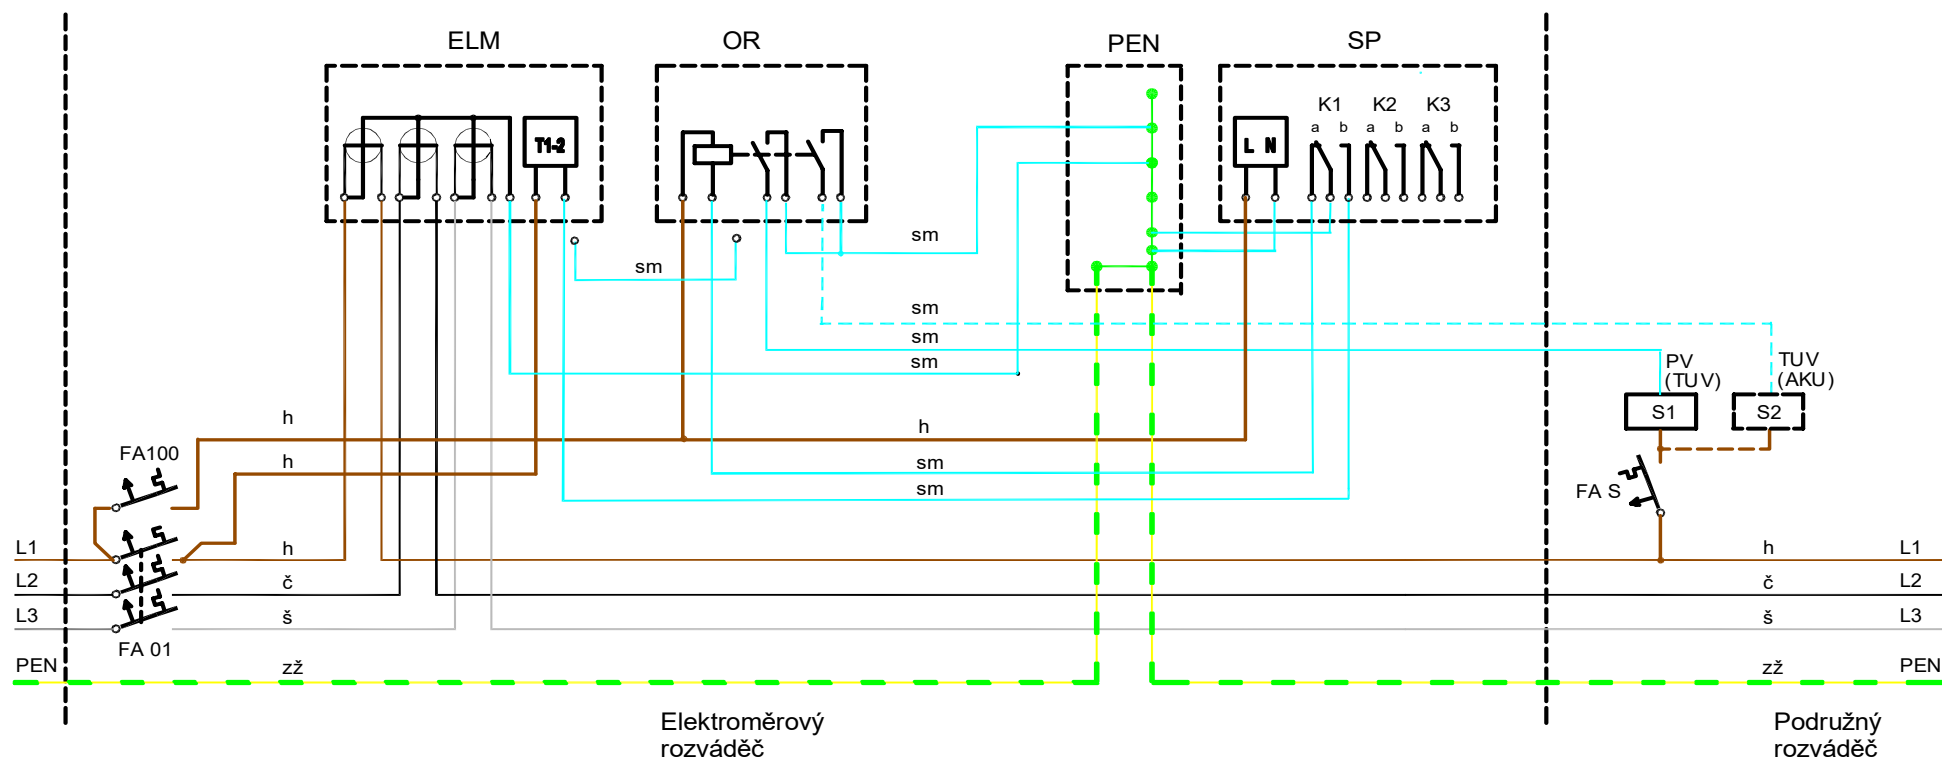 ELM
OR
PEN
SP
K1 K2 K3
a b a b a b
T1-2
L N
sm
sm
sm
sm
sm
PV
(TUV)
TUV
(AKU)
S1
S2
h
h
FA100
h
sm
sm
FA S
L1
h
h
L1
L2
č
č
L2
L3
š
š
L3
FA 01
PEN
zž
zž
PEN
Elektroměrový
rozváděč
Podružný
rozváděč